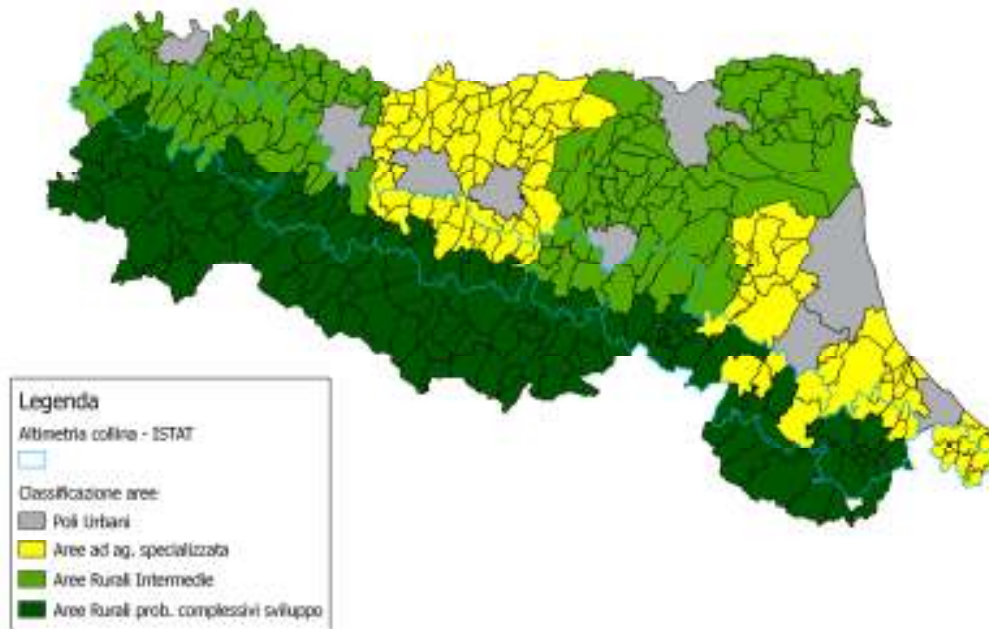 Legenda
Altimetria collina - ISTAT
Classificazione aree
Poli Urbani
Aree ad ag. specializzata
Aree Rurali Intermedie
Aree Rurali prob. complessivi sviluppo